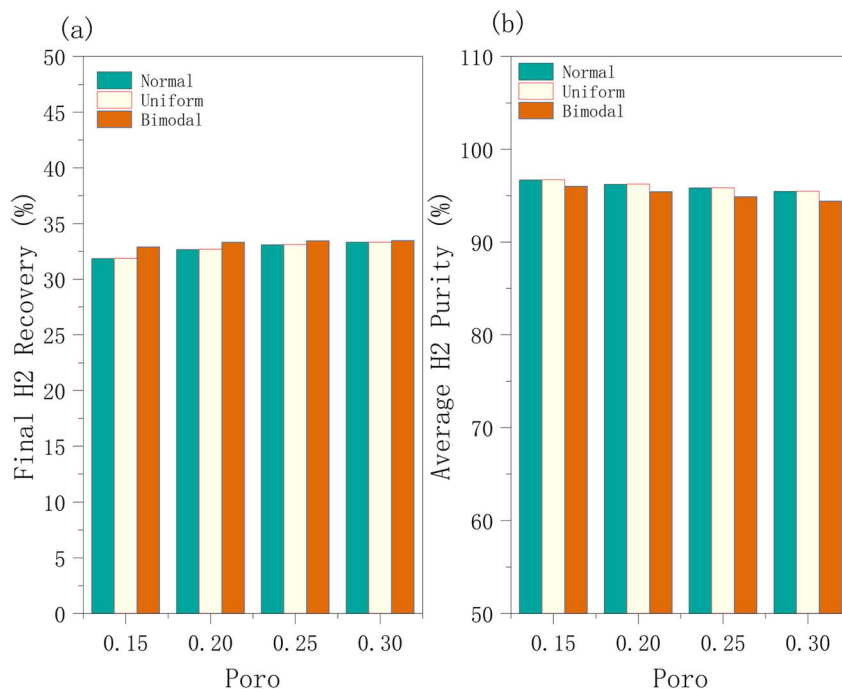 (a)
Final H2 Recovery (%)
50
45
40
35
30
25
20
15
10
5
0
Normal
Uniform
Bimodal
0.15 0.20 0.25 0.30
Poro
(b)
Average H2 Purity (%)
110
100
90
80
70
60
50
Normal
Uniform
Bimodal
0.15 0.20 0.25 0.30
Poro